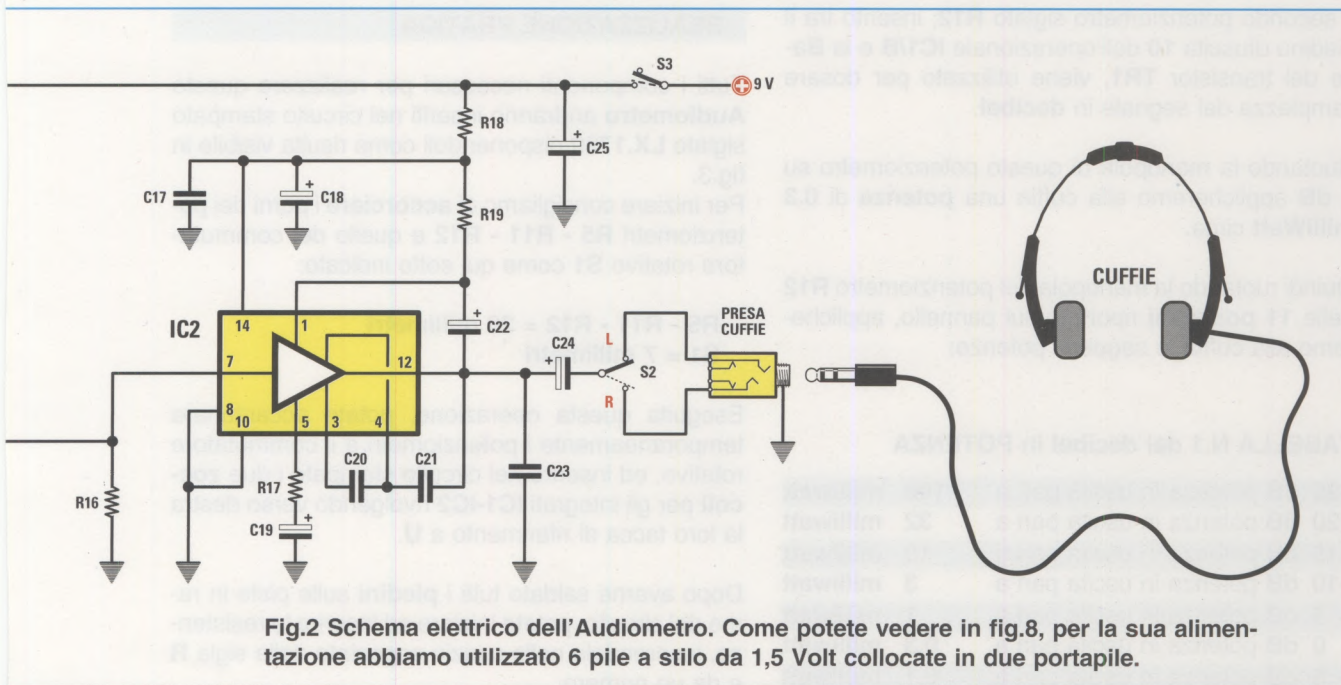 S3
9 V
R18
C25
C17
C18
R19
CUFFIE
IC2
14
1
C22
PRESA
CUFFIE
7
12
C24
L
S2
R
8
10
5
3
4
C20
C21
C23
R17
R16
C19
Fig.2 Schema elettrico dell'Audiometro. Come potete vedere in fig.8, per la sua alimen-
tazione abbiamo utilizzato 6 pile a stilo da 1,5 Volt collocate in due portapile.